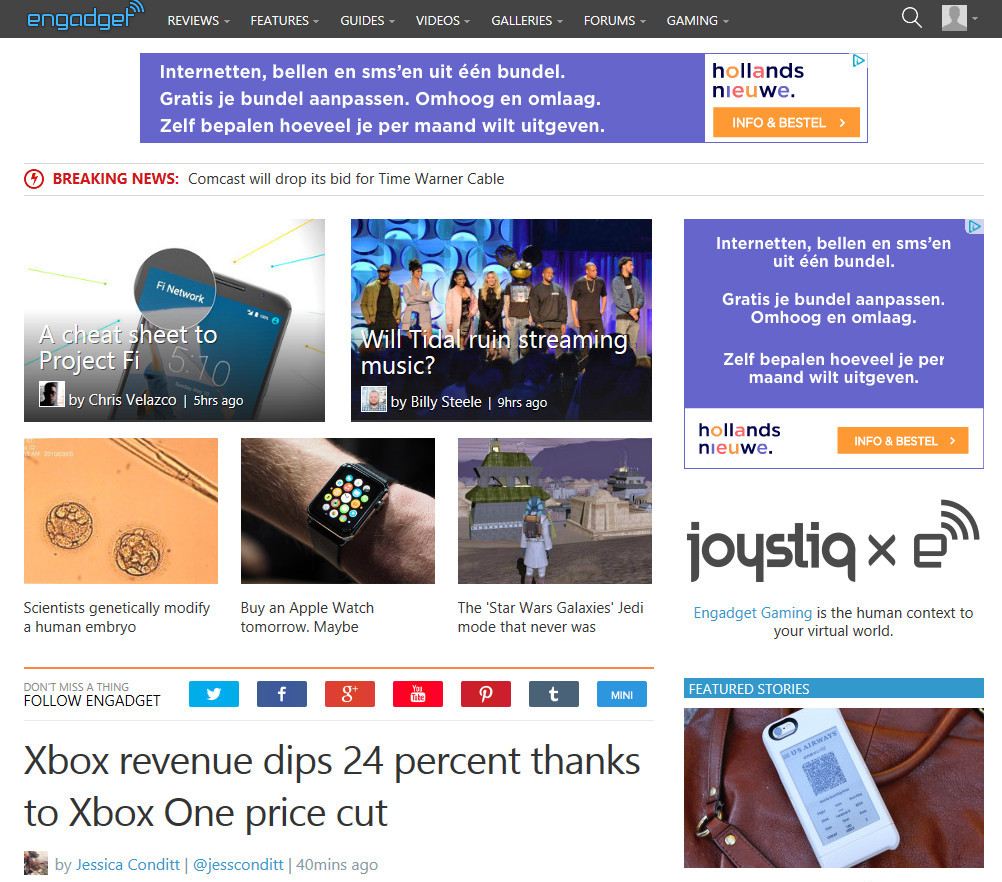 engadget
REVIEWS FEATURES GUIDES VIDEOS GALLERIES FORUMS GAMING
Internetten, bellen en sms'en uit één bundel.
Gratis je bundel aanpassen. Omhoog en omlaag.
Zelf bepalen hoeveel je per maand wilt uitgeven.
hollands
nieuwe.
INFO & BESTEL >
BREAKING NEWS: Comcast will drop its bid for Time Warner Cable
Fi Network
5:70
A cheat sheet to
Project Fi
by Chris Velazco | 5hrs ago
Will Tidal ruin streaming
music?
by Billy Steele | 9hrs ago
Internetten, bellen en sms'en
uit één bundel.
Gratis je bundel aanpassen.
Omhoog en omlaag.
Zelf bepalen hoeveel je per
maand wilt uitgeven.
hollands
nieuwe.
INFO & BESTEL >
Scientists genetically modify
a human embryo
Buy an Apple Watch
tomorrow. Maybe
The 'Star Wars Galaxies' Jedi
mode that never was
joystiq x e
Engadget Gaming is the human context to
your virtual world.
DON'T MISS A THING
FOLLOW ENGADGET
f
g+
You
Tube
t
MINI
FEATURED STORIES
US AIRWAYS
Xbox revenue dips 24 percent thanks
to Xbox One price cut
by Jessica Conditt | @jessconditt | 40mins ago